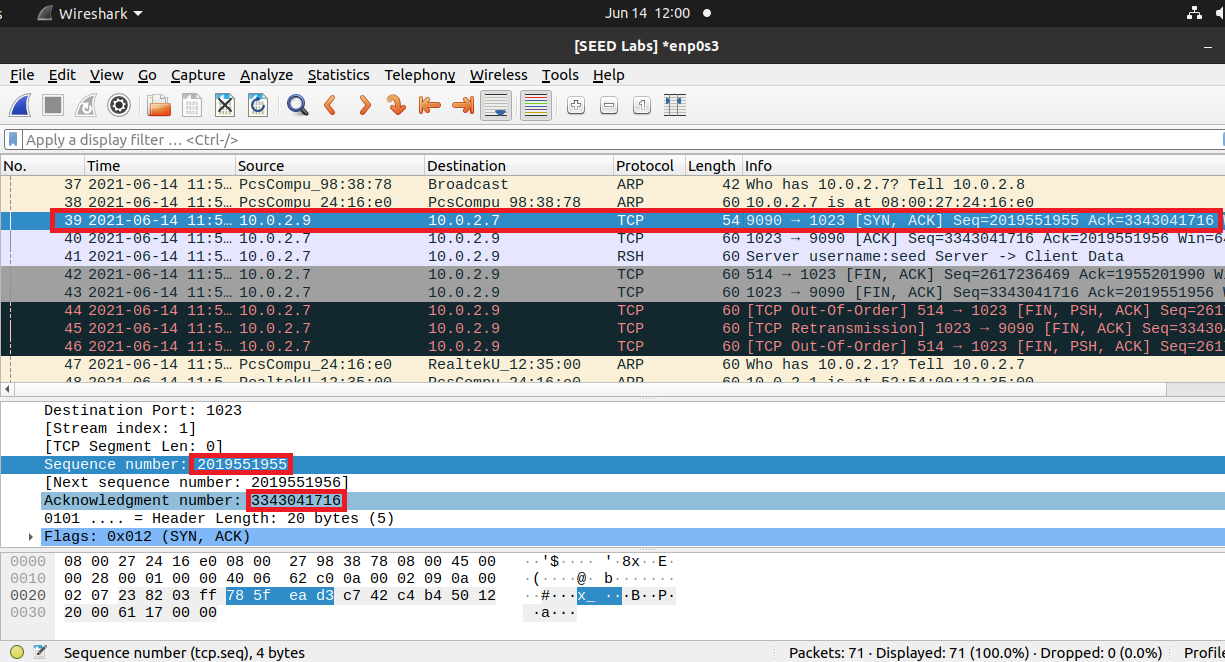 Wireshark Jun 14 12:00
[SEED Labs] *enp0s3
File Edit View Go Capture Analyze Statistics Telephony Wireless Tools Help
Apply a display filter … <Ctrl-/>
No. Time Source Destination Protocol Length Info
37 2021-06-14 11:5… PcsCompu_98:38:78 Broadcast ARP 42 Who has 10.0.2.7? Tell 10.0.2.8
38 2021-06-14 11:5… PcsCompu_24:16:e0 PcsCompu_98:38:78 ARP 60 10.0.2.7 is at 08:00:27:24:16:e0
39 2021-06-14 11:5… 10.0.2.9 10.0.2.7 TCP 54 9090 → 1023 [SYN, ACK] Seq=2019551955 Ack=3343041716
40 2021-06-14 11:5… 10.0.2.7 10.0.2.9 TCP 60 1023 → 9090 [ACK] Seq=3343041716 Ack=2019551956 Win=6
41 2021-06-14 11:5… 10.0.2.7 10.0.2.9 RSH 60 Server username:seed Server -> Client Data
42 2021-06-14 11:5… 10.0.2.7 10.0.2.9 TCP 60 514 → 1023 [FIN, ACK] Seq=2617236469 Ack=1955201990 Wi
43 2021-06-14 11:5… 10.0.2.7 10.0.2.9 TCP 60 1023 → 9090 [FIN, ACK] Seq=3343041716 Ack=2019551956 W
44 2021-06-14 11:5… 10.0.2.7 10.0.2.9 TCP 60 [TCP Out-Of-Order] 514 → 1023 [FIN, PSH, ACK] Seq=261
45 2021-06-14 11:5… 10.0.2.7 10.0.2.9 TCP 60 [TCP Retransmission] 1023 → 9090 [FIN, ACK] Seq=33430
46 2021-06-14 11:5… 10.0.2.7 10.0.2.9 TCP 60 [TCP Out-Of-Order] 514 → 1023 [FIN, PSH, ACK] Seq=261
47 2021-06-14 11:5… PcsCompu_24:16:e0 RealtekU_12:35:00 ARP 60 Who has 10.0.2.1? Tell 10.0.2.7
48 2021-06-14 11:5… RealtekU_12:35:00 PcsCompu_24:16:e0 ARP 60 10.0.2.1 is at 52:54:00:12:35:00
Destination Port: 1023
[Stream index: 1]
[TCP Segment Len: 0]
Sequence number: 2019551955
[Next sequence number: 2019551956]
Acknowledgment number: 3343041716
0101 .... = Header Length: 20 bytes (5)
Flags: 0x012 (SYN, ACK)
0000 08 00 27 24 16 e0 08 00 27 98 38 78 08 00 45 00 ··'$···· '·8x··E·
0010 00 28 00 01 00 00 40 06 62 c0 0a 00 02 09 0a 00 ·(····@· b·······
0020 02 07 23 82 03 ff 78 5f ea d3 c7 42 c4 b4 50 12 ··#···x_ ···B··P·
0030 20 00 61 17 00 00 ·a···
Sequence number (tcp.seq), 4 bytes Packets: 71 · Displayed: 71 (100.0%) · Dropped: 0 (0.0%) Profile